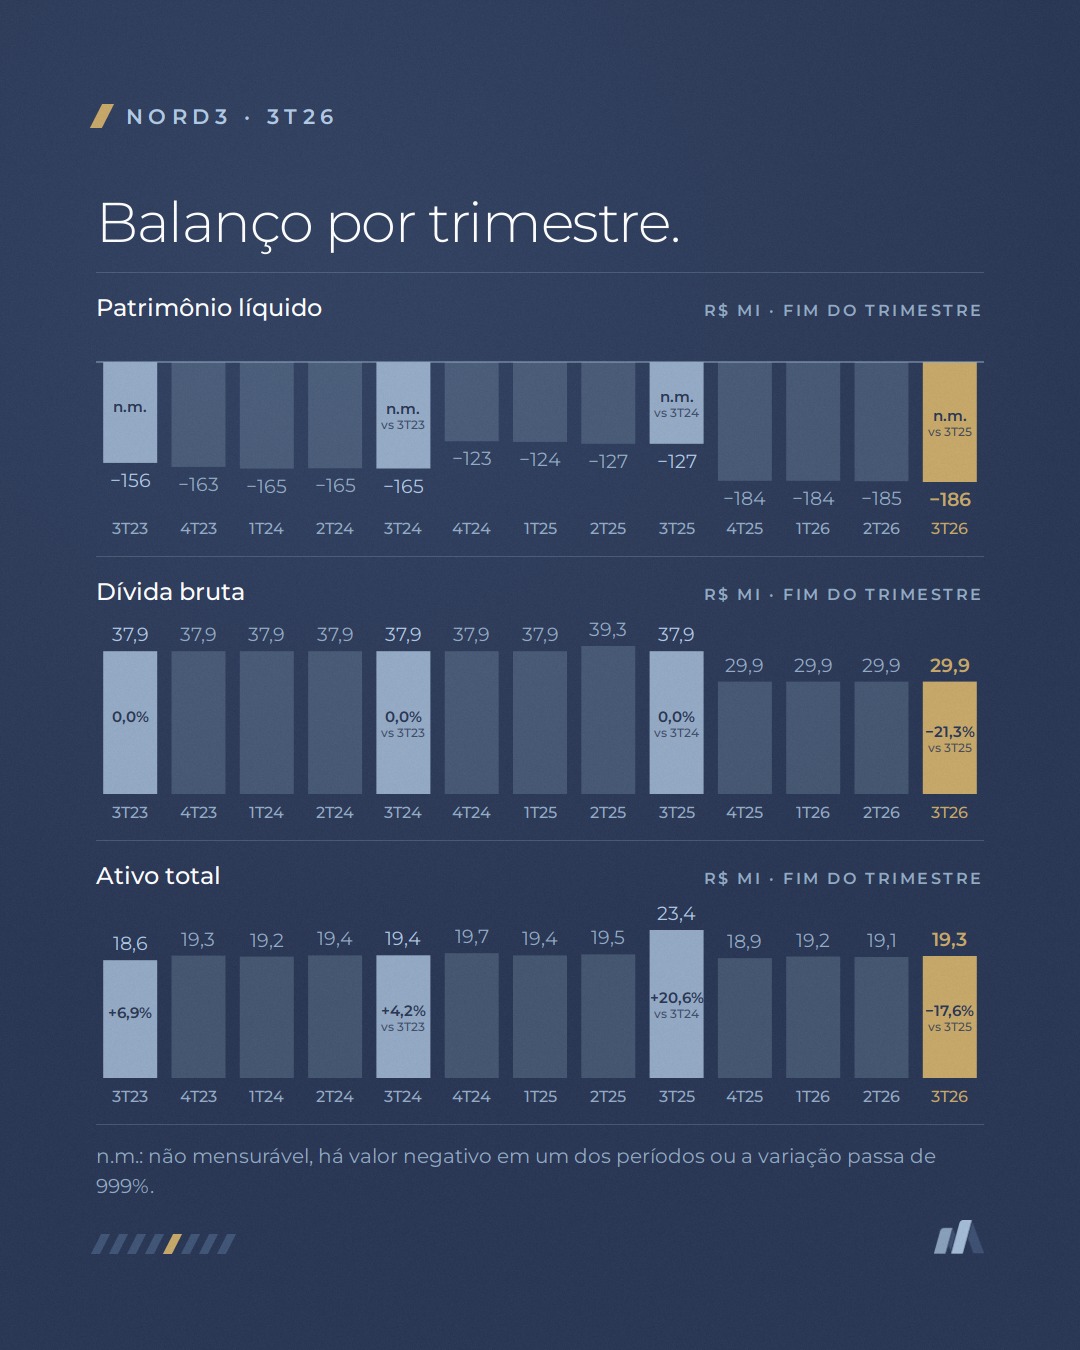 NORD3 · 3T26
Balanço por trimestre.
Patrimônio líquido
R$ MI · FIM DO TRIMESTRE
n.m. n.m. n.m. n.m.
vs 3T23 vs 3T24 vs 3T25
−156 −163 −165 −165 −165 −123 −124 −127 −127 −184 −184 −185 −186
3T23 4T23 1T24 2T24 3T24 4T24 1T25 2T25 3T25 4T25 1T26 2T26 3T26
Dívida bruta
R$ MI · FIM DO TRIMESTRE
37,9 37,9 37,9 37,9 37,9 37,9 37,9 39,3 37,9 29,9 29,9 29,9 29,9
0,0% 0,0% 0,0% −21,3%
vs 3T23 vs 3T24 vs 3T25
3T23 4T23 1T24 2T24 3T24 4T24 1T25 2T25 3T25 4T25 1T26 2T26 3T26
Ativo total
R$ MI · FIM DO TRIMESTRE
18,6 19,3 19,2 19,4 19,4 19,7 19,4 19,5 23,4 18,9 19,2 19,1 19,3
+6,9% +4,2% +20,6% −17,6%
vs 3T23 vs 3T24 vs 3T25
3T23 4T23 1T24 2T24 3T24 4T24 1T25 2T25 3T25 4T25 1T26 2T26 3T26
n.m.: não mensurável, há valor negativo em um dos períodos ou a variação passa de
999%.